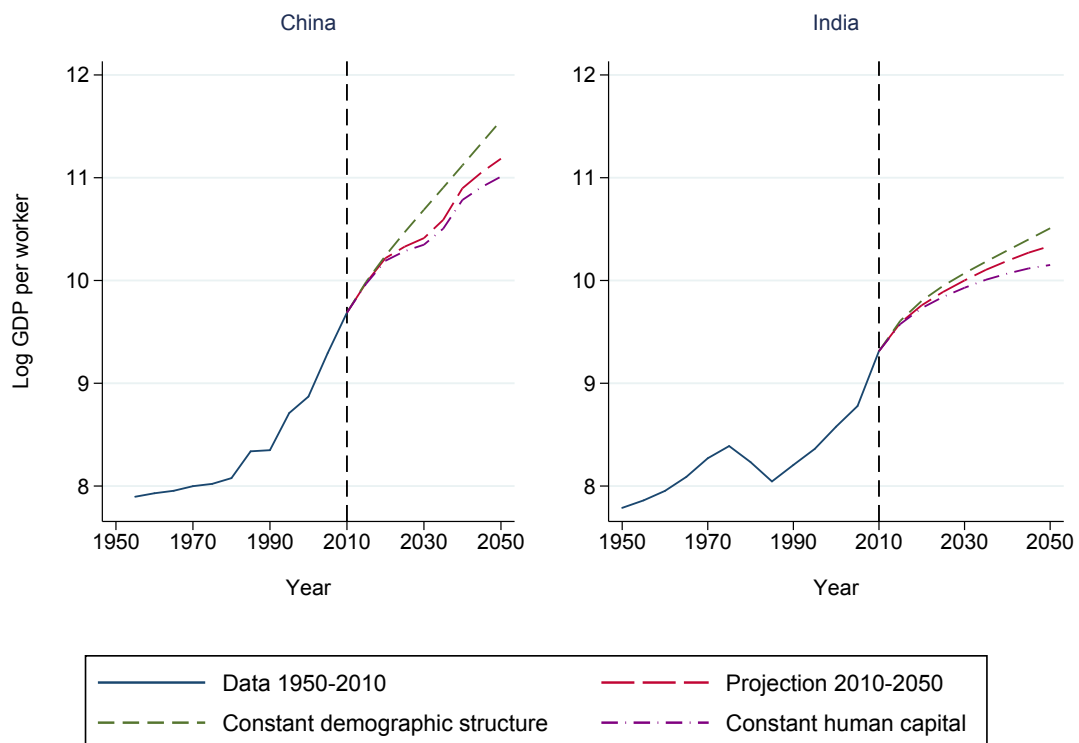 China
India
Log GDP per worker
12
11
10
9
8
1950 1970 1990 2010 2030 2050
Year
12
11
10
9
8
1950 1970 1990 2010 2030 2050
Year
Data 1950-2010
Projection 2010-2050
Constant demographic structure
Constant human capital